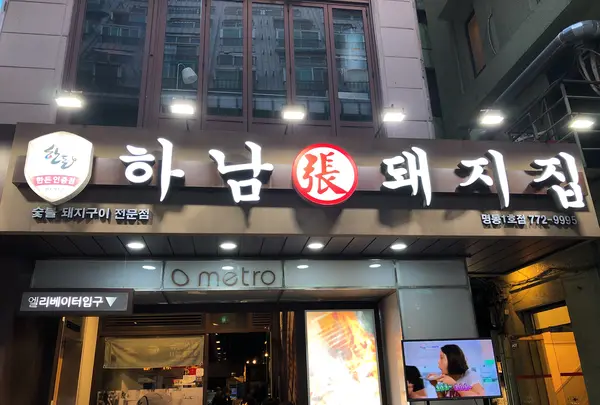 한돈
한돈인증점
하남 張 돼지집
숯불 돼지구이 전문점
명동1호점 772-9995
metro
엘리베이터입구 ▼